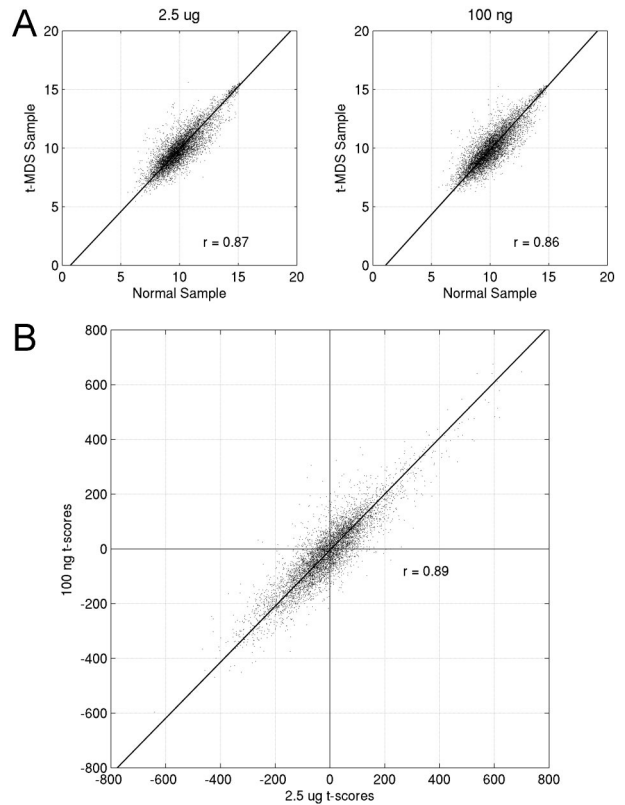 A
2.5 ug
100 ng
20
15
10
5
0
t-MDS Sample
r = 0.87
0 5 10 15 20
Normal Sample
20
15
10
5
0
t-MDS Sample
r = 0.86
0 5 10 15 20
Normal Sample
B
800
600
400
200
0
-200
-400
-600
-800
100 ng t-scores
r = 0.89
-800 -600 -400 -200 0 200 400 600 800
2.5 ug t-scores